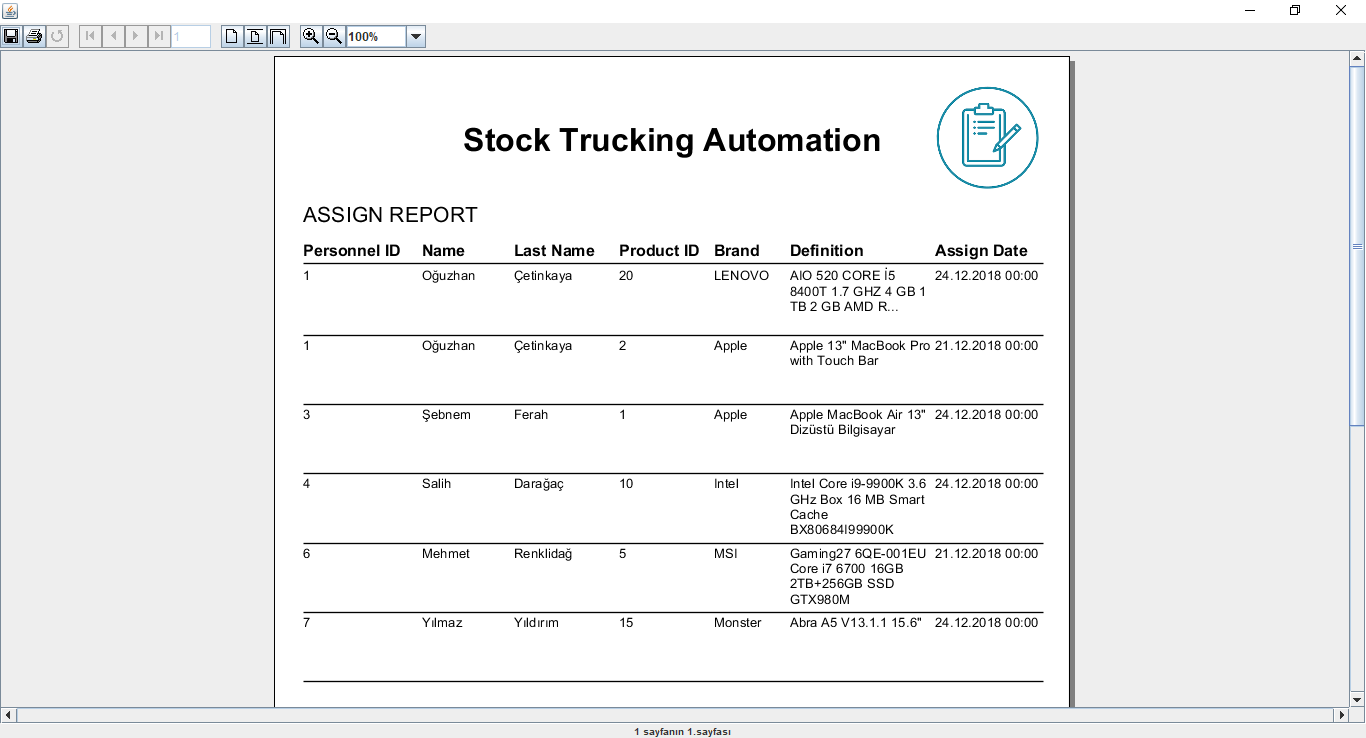 1
100%
Stock Trucking Automation
ASSIGN REPORT
Personnel ID Name Last Name Product ID Brand Definition Assign Date
1 Oğuzhan Çetinkaya 20 LENOVO AIO 520 CORE İ5 24.12.2018 00:00
8400T 1.7 GHZ 4 GB 1
TB 2 GB AMD R...
1 Oğuzhan Çetinkaya 2 Apple Apple 13" MacBook Pro 21.12.2018 00:00
with Touch Bar
3 Şebnem Ferah 1 Apple Apple MacBook Air 13" 24.12.2018 00:00
Dizüstü Bilgisayar
4 Salih Darağaç 10 Intel Intel Core i9-9900K 3.6 24.12.2018 00:00
GHz Box 16 MB Smart
Cache
BX80684I99900K
6 Mehmet Renklidağ 5 MSI Gaming27 6QE-001EU 21.12.2018 00:00
Core i7 6700 16GB
2TB+256GB SSD
GTX980M
7 Yılmaz Yıldırım 15 Monster Abra A5 V13.1.1 15.6" 24.12.2018 00:00
1 sayfanın 1.sayfası